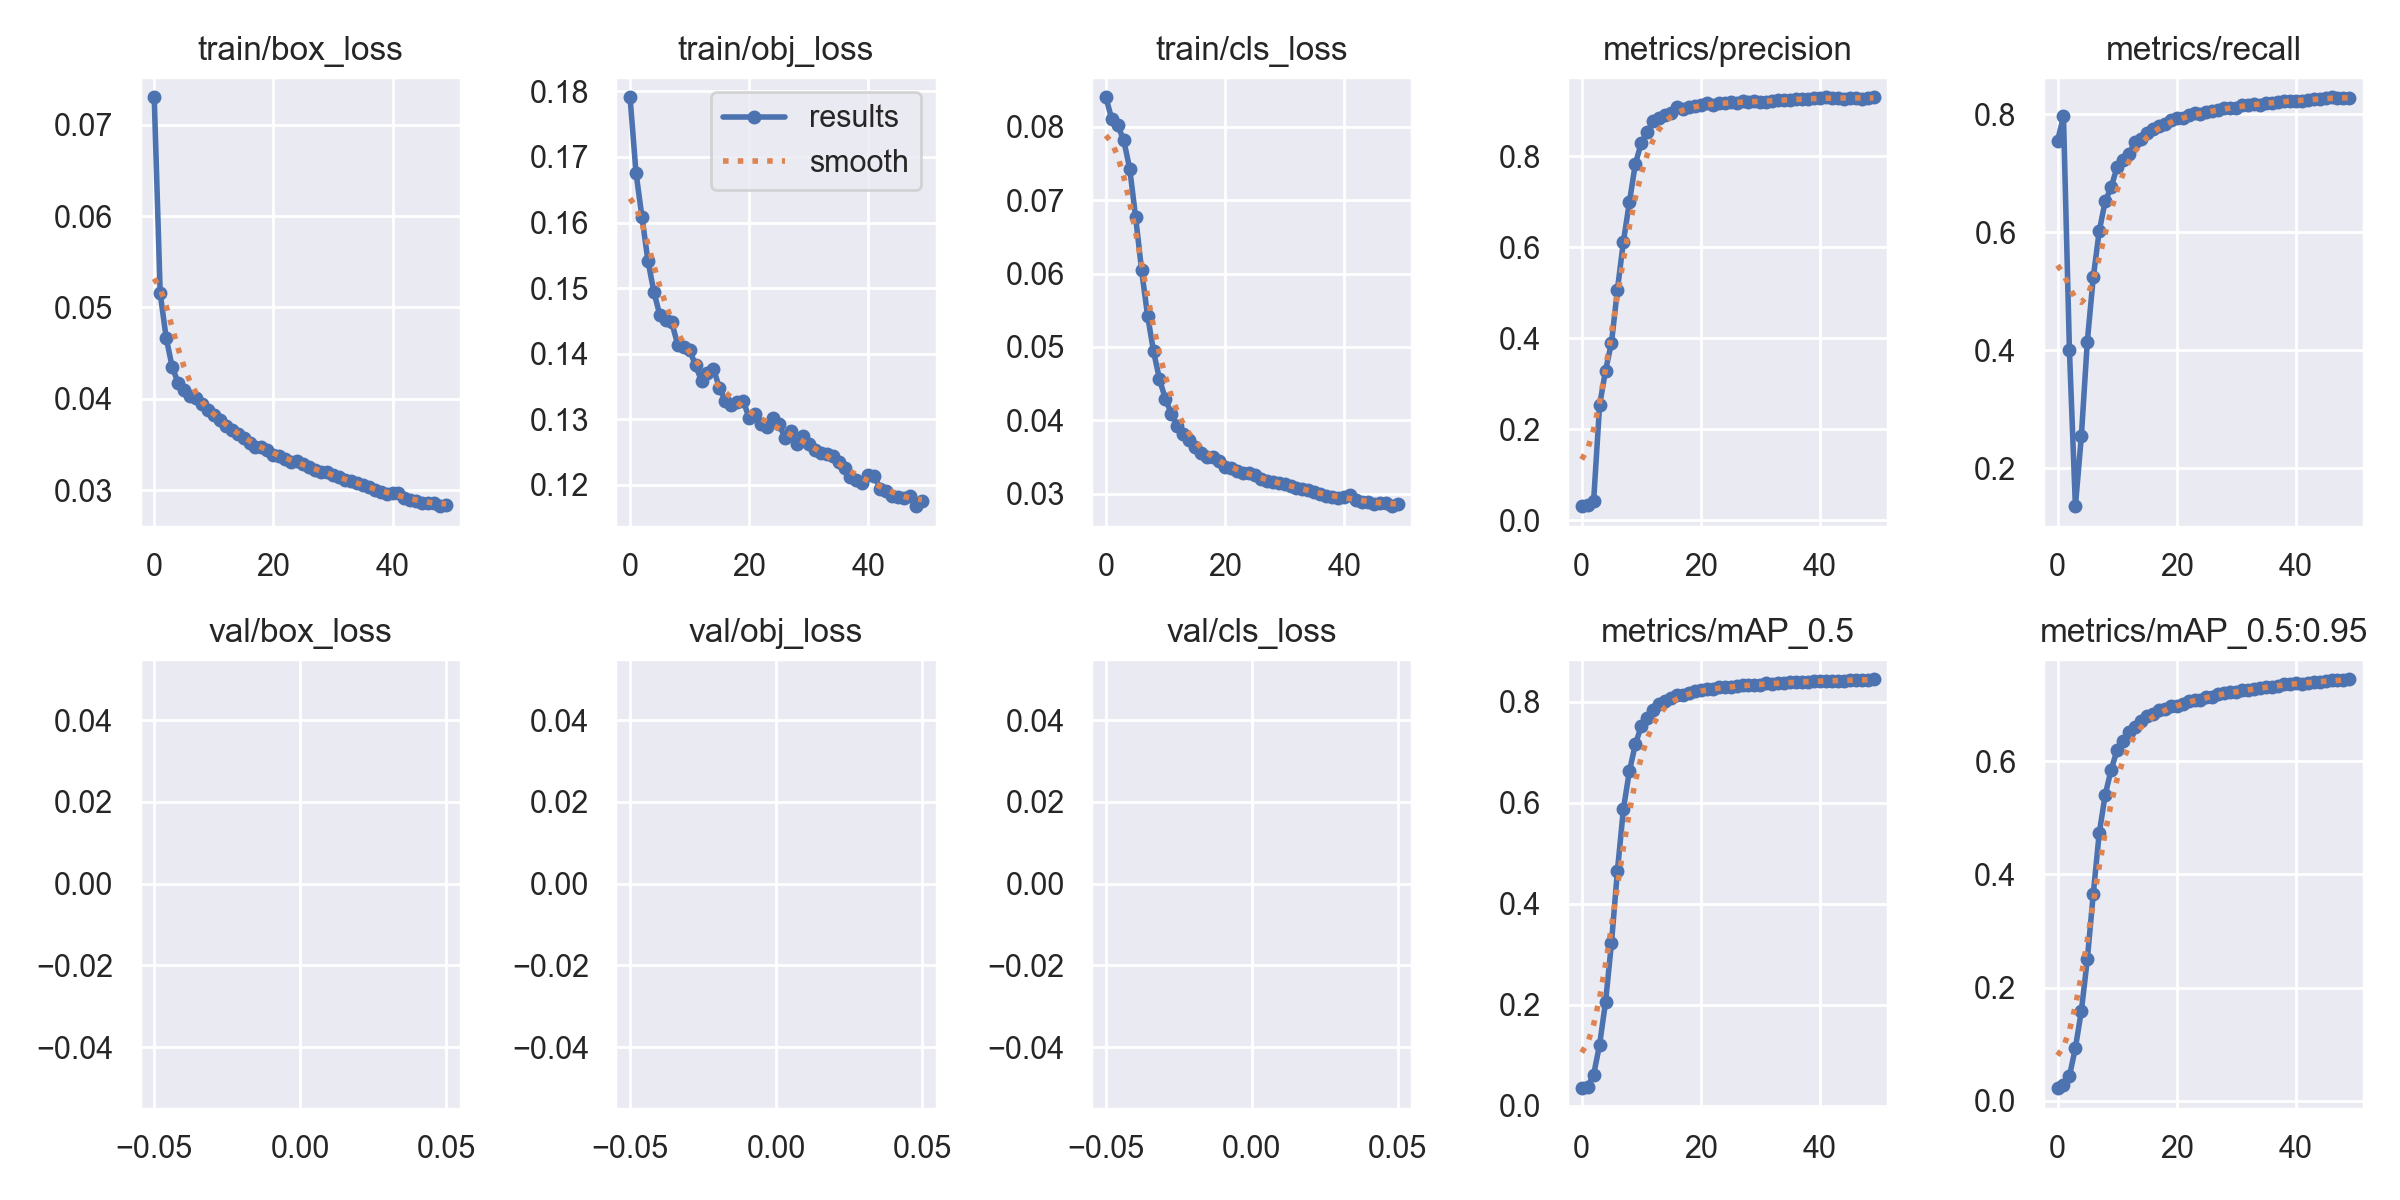 train/box_loss
train/obj_loss
train/cls_loss
metrics/precision
metrics/recall
0.07
0.06
0.05
0.04
0.03
0 20 40
0.18
0.17
0.16
0.15
0.14
0.13
0.12
results
smooth
0 20 40
0.08
0.07
0.06
0.05
0.04
0.03
0 20 40
0.8
0.6
0.4
0.2
0.0
0 20 40
0.8
0.6
0.4
0.2
0 20 40
val/box_loss
val/obj_loss
val/cls_loss
metrics/mAP_0.5
metrics/mAP_0.5:0.95
0.04
0.02
0.00
−0.02
−0.04
−0.05 0.00 0.05
0.04
0.02
0.00
−0.02
−0.04
−0.05 0.00 0.05
0.04
0.02
0.00
−0.02
−0.04
−0.05 0.00 0.05
0.8
0.6
0.4
0.2
0.0
0 20 40
0.6
0.4
0.2
0.0
0 20 40